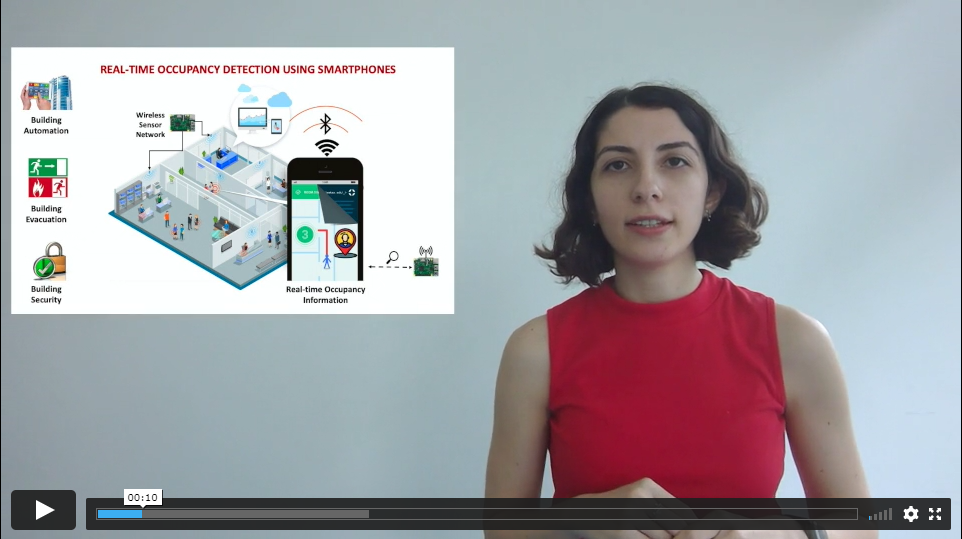 REAL-TIME OCCUPANCY DETECTION USING SMARTPHONES
Building
Automation
Wireless
Sensor
Network
Building
Evacuation
3
Building
Security
Real-time Occupancy
Information
00:10